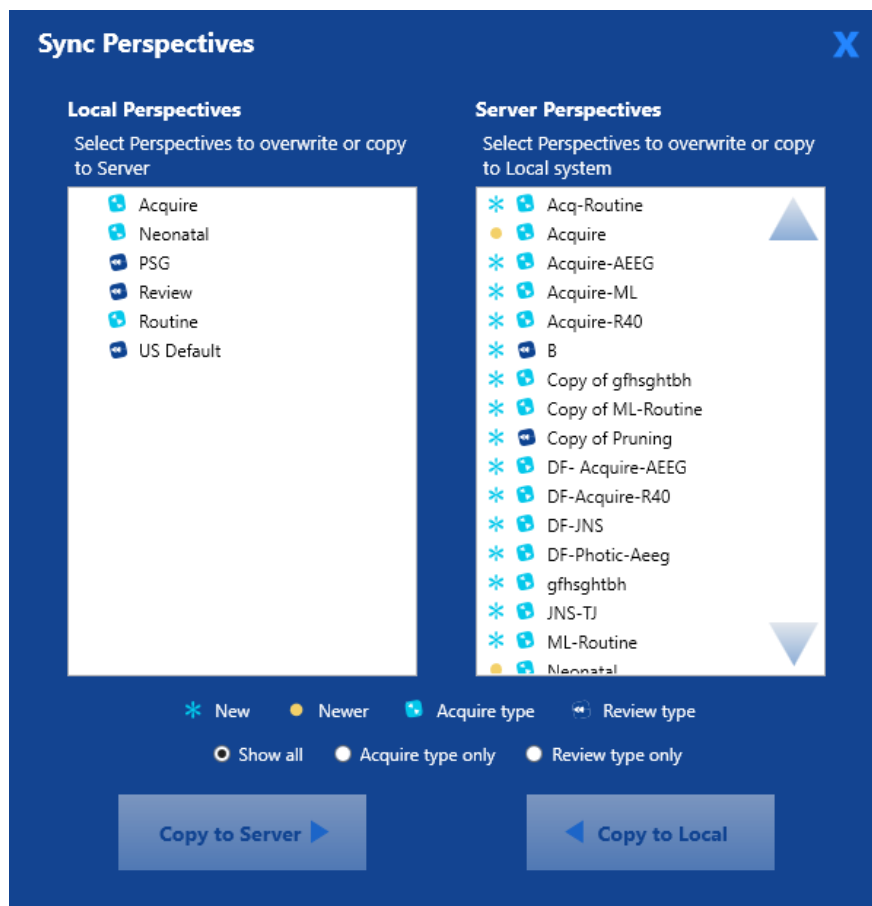 Sync Perspectives
X
Local Perspectives
Select Perspectives to overwrite or copy
to Server
Acquire
Neonatal
PSG
Review
Routine
US Default
Server Perspectives
Select Perspectives to overwrite or copy
to Local system
Acq-Routine
Acquire
Acquire-AEEG
Acquire-ML
Acquire-R40
B
Copy of gfhsghtbh
Copy of ML-Routine
Copy of Pruning
DF- Acquire-AEEG
DF-Acquire-R40
DF-JNS
DF-Photic-Aeeg
gfhsghtbh
JNS-TJ
ML-Routine
Neonatal
New Newer Acquire type Review type
Show all Acquire type only Review type only
Copy to Server Copy to Local